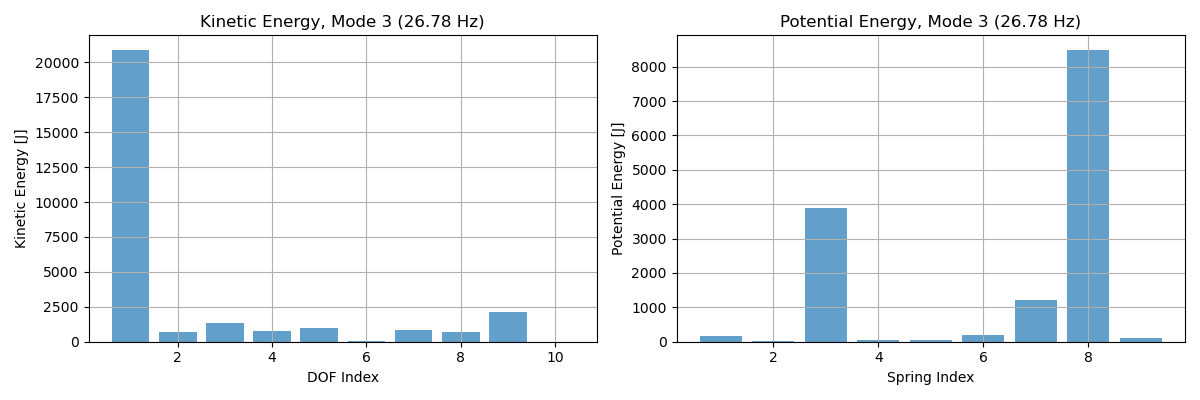 Kinetic Energy, Mode 3 (26.78 Hz)
Kinetic Energy [J]
20000
17500
15000
12500
10000
7500
5000
2500
0
2 4 6 8 10
DOF Index
Potential Energy, Mode 3 (26.78 Hz)
Potential Energy [J]
8000
7000
6000
5000
4000
3000
2000
1000
0
2 4 6 8
Spring Index